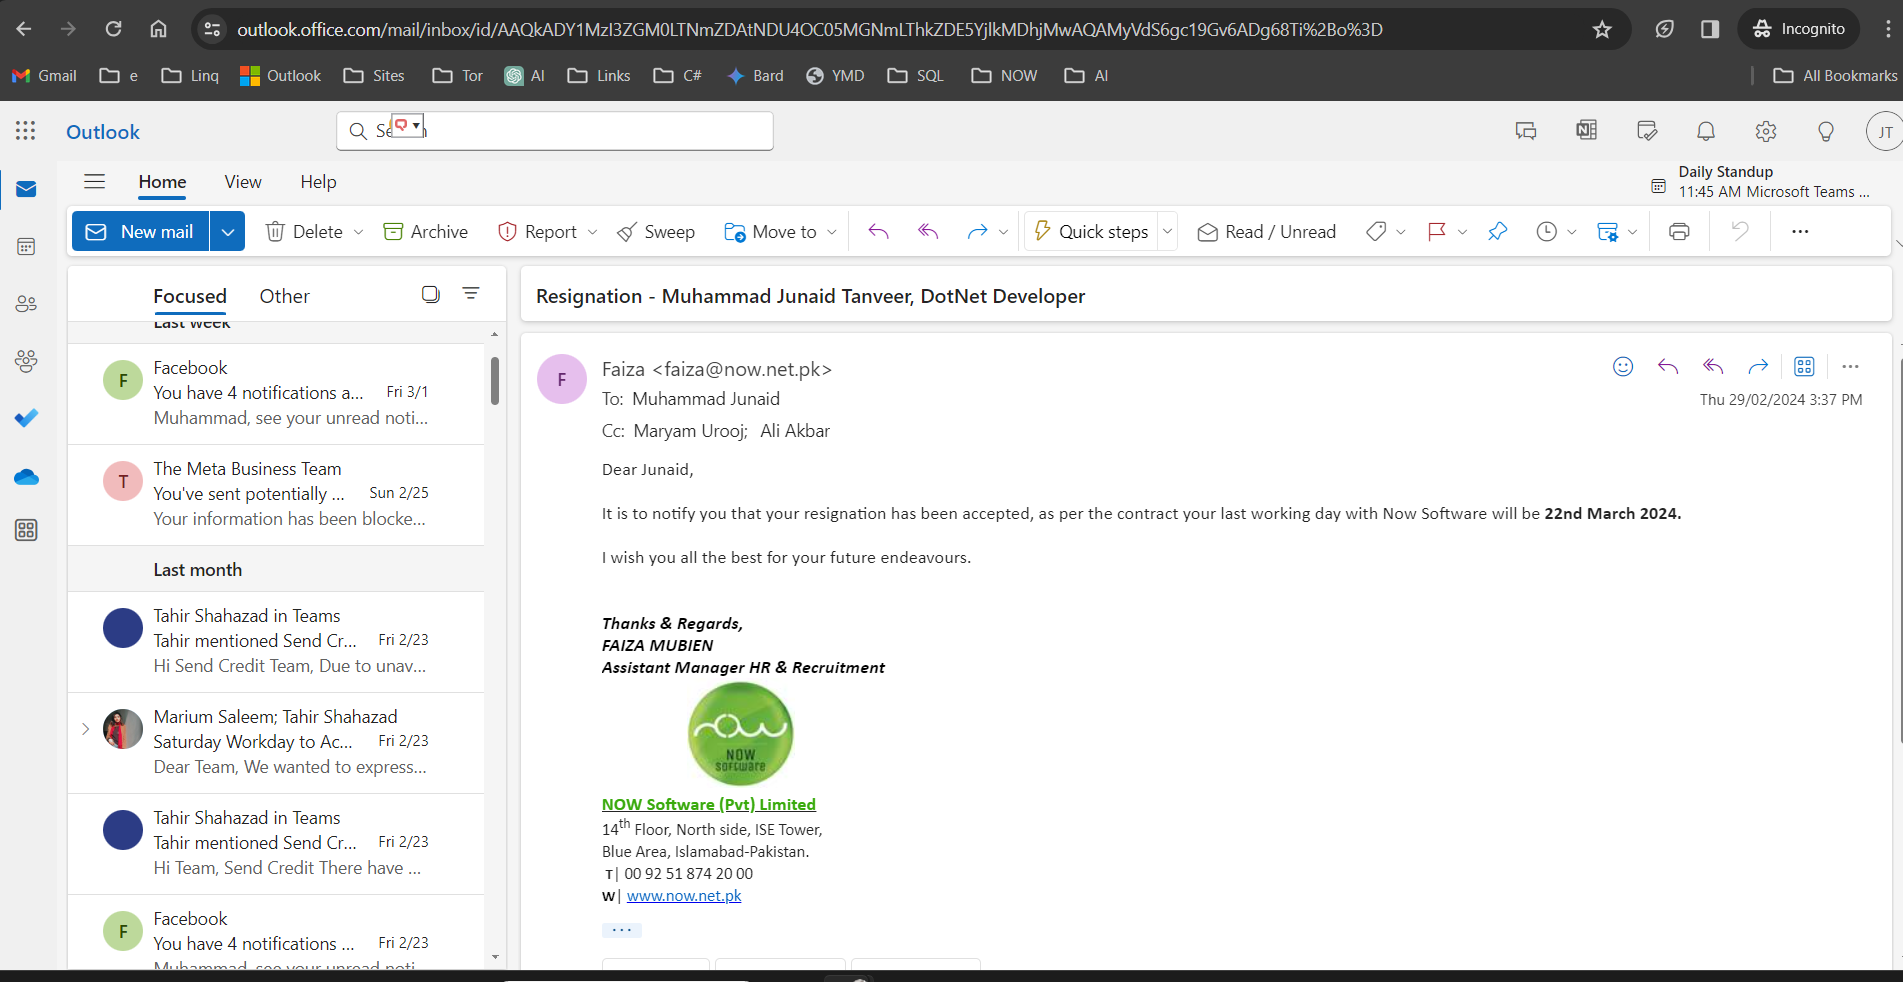 outlook.office.com/mail/inbox/id/AAQkADY1MzI3ZGM0LTNmZDAtNDU4OC05MGNmLThkZDE5YjlkMDhjMwAQAMyVdS6gc19Gv6ADg68Ti%2Bo%3D
Incognito
Gmail e Linq Outlook Sites Tor AI Links C# Bard YMD SQL NOW AI All Bookmarks
Outlook
JT
Home View Help
Daily Standup
11:45 AM Microsoft Teams ...
New mail Delete Archive Report Sweep Move to Quick steps Read / Unread
Focused Other
Last week
F
Facebook
You have 4 notifications a... Fri 3/1
Muhammad, see your unread noti...
T
The Meta Business Team
You've sent potentially ... Sun 2/25
Your information has been blocke...
Last month
Tahir Shahazad in Teams
Tahir mentioned Send Cr... Fri 2/23
Hi Send Credit Team, Due to unav...
Marium Saleem; Tahir Shahazad
Saturday Workday to Ac... Fri 2/23
Dear Team, We wanted to express...
Tahir Shahazad in Teams
Tahir mentioned Send Cr... Fri 2/23
Hi Team, Send Credit There have ...
F
Facebook
You have 4 notifications ... Fri 2/23
Muhammad, see your unread noti...
Resignation - Muhammad Junaid Tanveer, DotNet Developer
F
Faiza <faiza@now.net.pk>
To: Muhammad Junaid
Thu 29/02/2024 3:37 PM
Cc: Maryam Urooj; Ali Akbar
Dear Junaid,
It is to notify you that your resignation has been accepted, as per the contract your last working day with Now Software will be 22nd March 2024.
I wish you all the best for your future endeavours.
Thanks & Regards,
FAIZA MUBIEN
Assistant Manager HR & Recruitment
now
NOW
software
NOW Software (Pvt) Limited
14th Floor, North side, ISE Tower,
Blue Area, Islamabad-Pakistan.
T| 00 92 51 874 20 00
W| www.now.net.pk
...